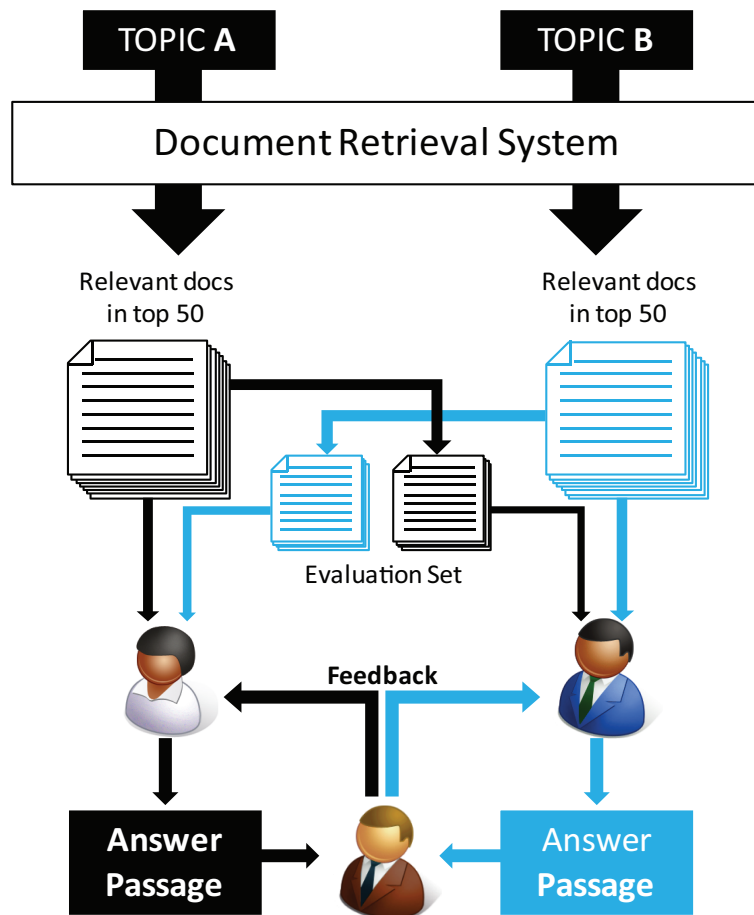 TOPIC A
TOPIC B
Document Retrieval System
Relevant docs
in top 50
Relevant docs
in top 50
Evaluation Set
Feedback
Answer
Passage
Answer
Passage